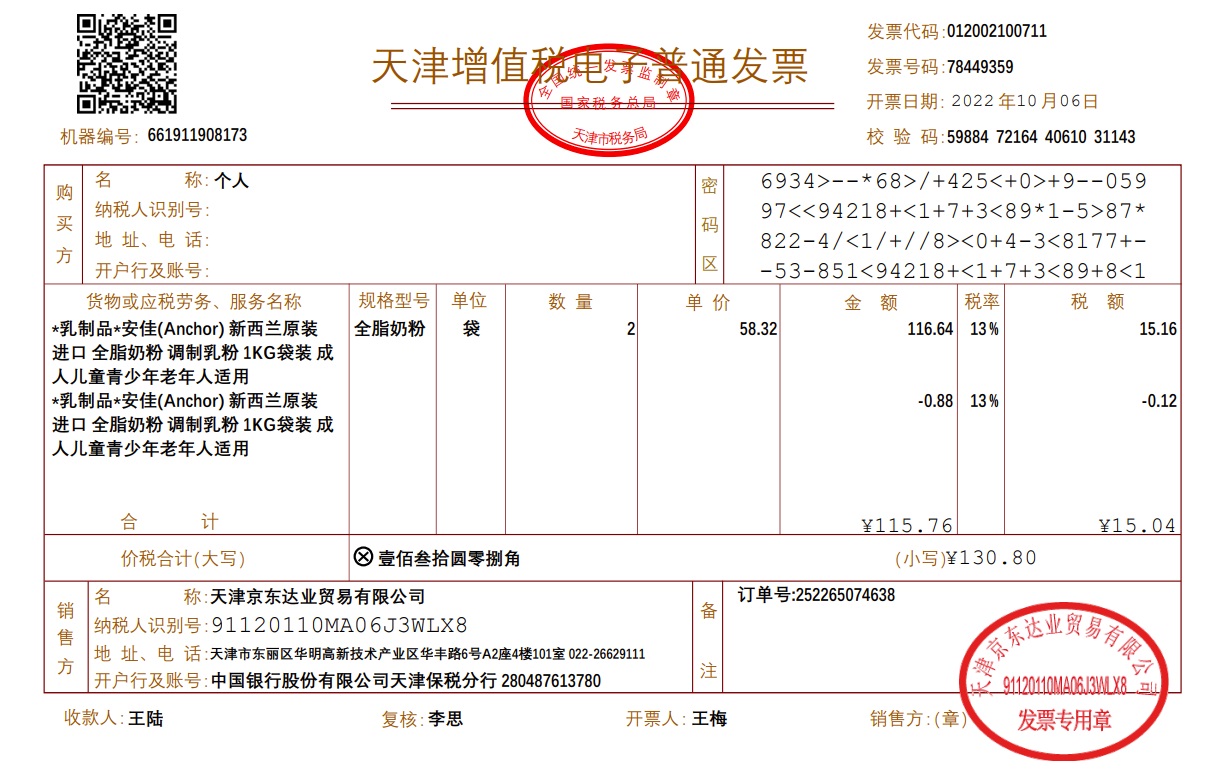 天津增值税电子普通发票
全国统一发票监制章
国家税务总局
天津市税务局
发票代码:012002100711
发票号码:78449359
开票日期: 2022 年10 月06日
机器编号: 661911908173
校 验 码:59884 72164 40610 31143
购买方
名 称: 个人
纳税人识别号:
地 址、电 话:
开户行及账号:
密码区
6934>--*68>/+425<+0>+9--059
97<<94218+<1+7+3<89*1-5>87*
822-4/<1/+//8><0+4-3<8177+-
-53-851<94218+<1+7+3<89+8<1
货物或应税劳务、服务名称 规格型号 单位 数 量 单 价 金 额 税率 税 额
*乳制品*安佳(Anchor) 新西兰原装 全脂奶粉 袋 2 58.32 116.64 13% 15.16
进口 全脂奶粉 调制乳粉 1KG袋装 成
人儿童青少年老年人适用
*乳制品*安佳(Anchor) 新西兰原装 -0.88 13% -0.12
进口 全脂奶粉 调制乳粉 1KG袋装 成
人儿童青少年老年人适用
合 计 ¥115.76 ¥15.04
价税合计(大写) ⊗ 壹佰叁拾圆零捌角 (小写)¥130.80
销售方
名 称:天津京东达业贸易有限公司
纳税人识别号:91120110MA06J3WLX8
地 址、电 话:天津市东丽区华明高新技术产业区华丰路6号A2座4楼101室 022-26629111
开户行及账号:中国银行股份有限公司天津保税分行 280487613780
备注
订单号:252265074638
收款人:王陆 复核:李思 开票人:王梅 销售方:(章)
天津京东达业贸易有限公司
91120110MA06J3WLX8
发票专用章